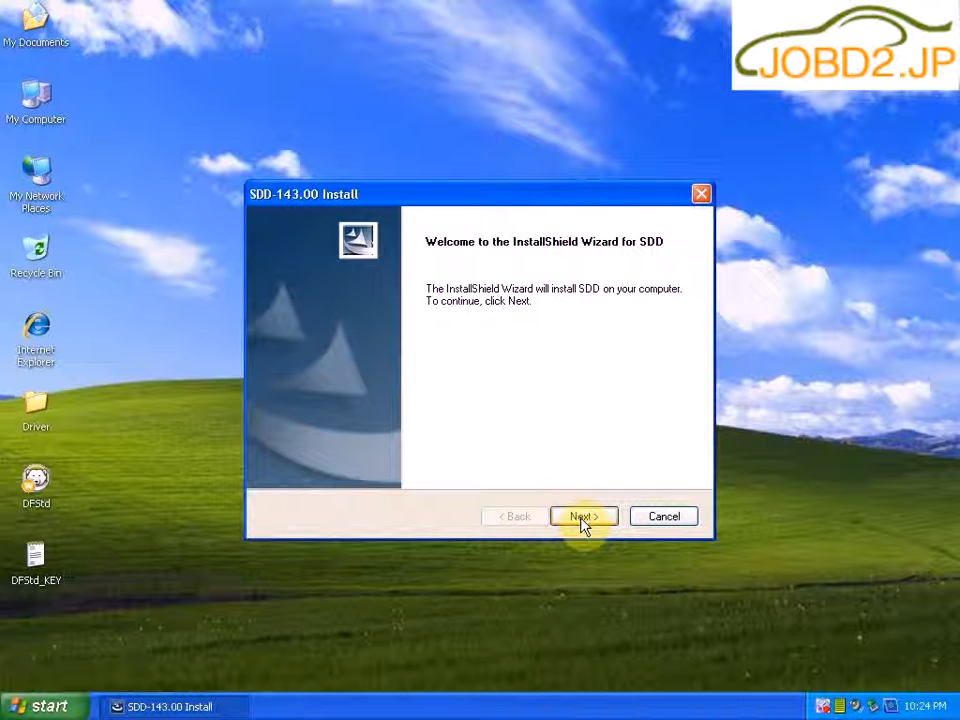 My Documents
My Computer
My Network
Places
Recycle Bin
Internet
Explorer
Driver
DFStd
DFStd_KEY
JOBD2.JP
SDD-143.00 Install
Welcome to the InstallShield Wizard for SDD
The InstallShield Wizard will install SDD on your computer.
To continue, click Next.
< Back
Next >
Cancel
start
SDD-143.00 Install
10:24 PM